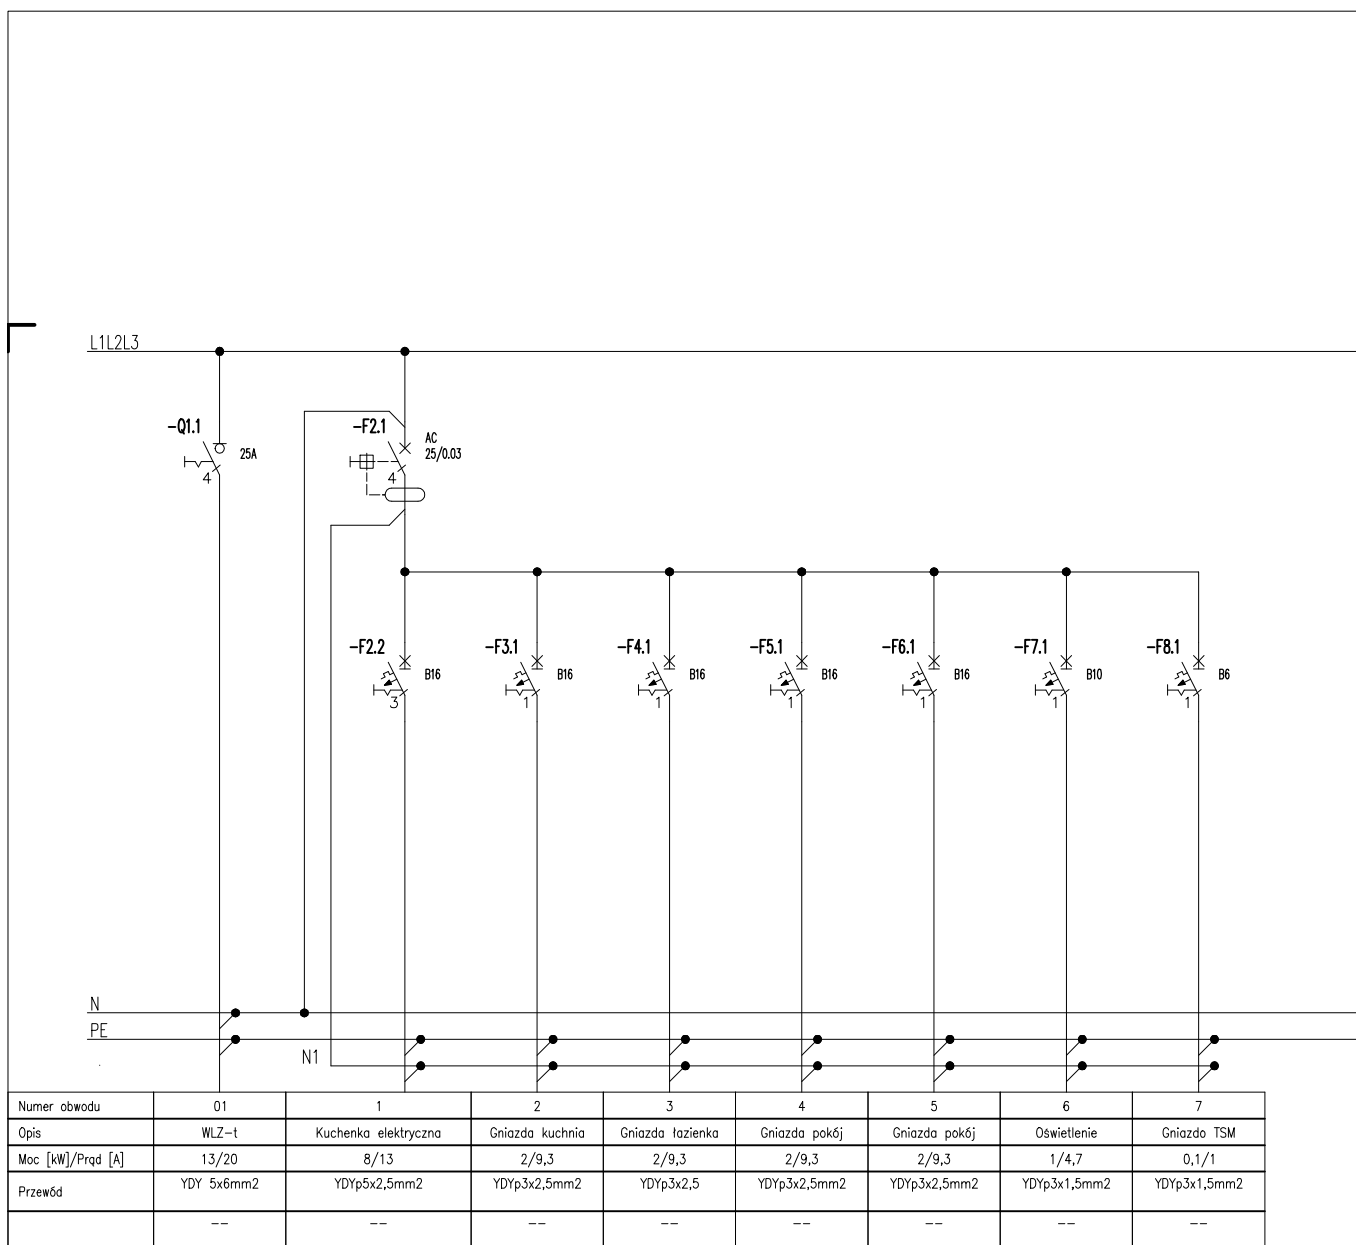 L1L2L3
-Q1.1
25A
4
-F2.1
AC
25/0.03
4
-F2.2
B16
3
-F3.1
B16
1
-F4.1
B16
1
-F5.1
B16
1
-F6.1
B16
1
-F7.1
B10
1
-F8.1
B6
1
N
PE
N1
Numer obwodu 01 1 2 3 4 5 6 7
Opis WLZ-t Kuchenka elektryczna Gniazda kuchnia Gniazda łazienka Gniazda pokój Gniazda pokój Oświetlenie Gniazdo TSM
Moc [kW]/Prąd [A] 13/20 8/13 2/9,3 2/9,3 2/9,3 2/9,3 1/4,7 0,1/1
Przewód YDY 5x6mm2 YDYp5x2,5mm2 YDYp3x2,5mm2 YDYp3x2,5 YDYp3x2,5mm2 YDYp3x2,5mm2 YDYp3x1,5mm2 YDYp3x1,5mm2
-- -- -- -- -- -- -- --